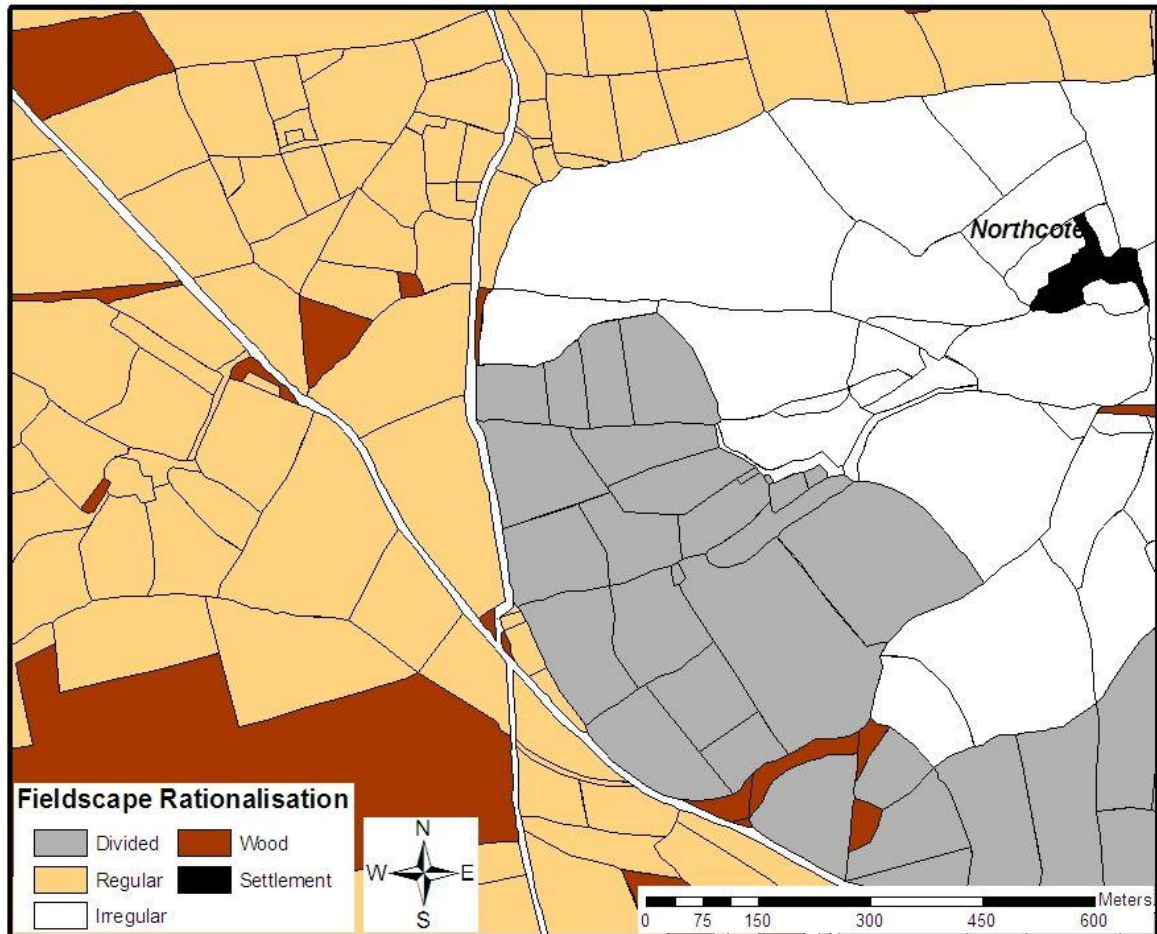 Northcote
Fieldscape Rationalisation
Divided
Wood
Regular
Settlement
Irregular
N
W E
S
Meters
0 75 150 300 450 600